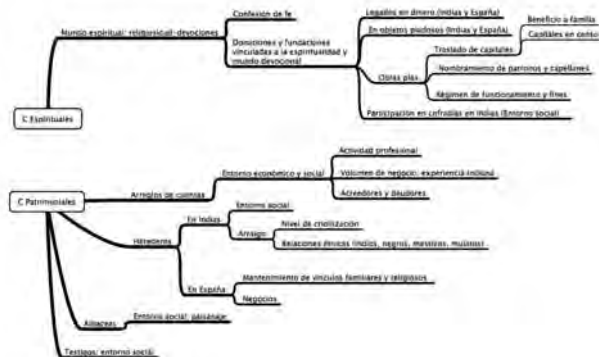 Confesión de fe
Mundo espiritual: religiosidad: devociones
Donaciones y fundaciones
vinculadas a la espiritualidad y
mundo devocional
Legados en dinero (Indias y España)
En objetos piadosos (Indias y España)
Obras pías
Traslado de capitales
Beneficio a familia
Capitales en censo
Nombramiento de patronos y capellanes
Régimen de funcionamiento y fines
Participación en cofradías en Indias (Entorno social)
C Espirituales
Actividad profesional
Entorno económico y social
Volumen de negocio: experiencia indiana
Acreedores y deudores
Arreglos de cuentas
C Patrimoniales
Herederos
En Indias
Entorno social
Arraigo
Nivel de criollización
Relaciones étnicas (indios, negros, mestizos, mulatos)
En España
Mantenimiento de vínculos familiares y religiosos
Negocios
Albaceas
Entorno social: paisanaje
Testigos: entorno social